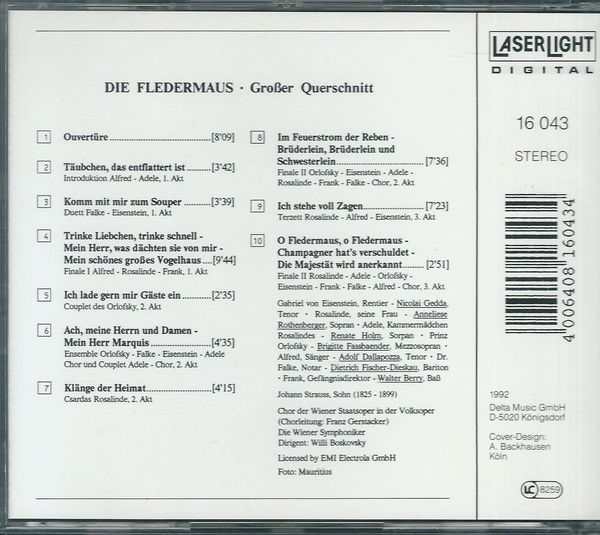 DIE FLEDERMAUS · Großer Querschnitt
1 Ouvertüre [8'09]
2 Täubchen, das entflattert ist [3'42]
Introduktion Alfred - Adele, 1. Akt
3 Komm mit mir zum Souper [3'39]
Duett Falke - Eisenstein, 1. Akt
4 Trinke Liebchen, trinke schnell -
Mein Herr, was dächten sie von mir -
Mein schönes großes Vogelhaus [9'44]
Finale I Alfred - Rosalinde - Frank, 1. Akt
5 Ich lade gern mir Gäste ein [2'35]
Couplet des Orlofsky, 2. Akt
6 Ach, meine Herrn und Damen -
Mein Herr Marquis [4'35]
Ensemble Orlofsky - Falke - Eisenstein - Adele
Chor und Couplet Adele - Chor, 2. Akt
7 Klänge der Heimat [4'15]
Csardas Rosalinde, 2. Akt
8 Im Feuerstrom der Reben -
Brüderlein, Brüderlein und
Schwesterlein [7'36]
Finale II Orlofsky - Eisenstein - Adele -
Rosalinde - Frank - Falke - Chor, 2. Akt
9 Ich stehe voll Zagen [7'23]
Terzett Rosalinde - Alfred - Eisenstein, 3. Akt
10 O Fledermaus, o Fledermaus -
Champagner hat's verschuldet -
Die Majestät wird anerkannt [2'51]
Finale II Rosalinde - Adele - Orlofsky -
Eisenstein - Frank - Falke - Alfred - Chor, 3. Akt
Gabriel von Eisenstein, Rentier - Nicolai Gedda,
Tenor · Rosalinde, seine Frau - Anneliese
Rothenberger, Sopran · Adele, Kammermädchen
Rosalindes - Renate Holm, Sorpan · Prinz
Orlofsky - Brigitte Fassbaender, Mezzosopran ·
Alfred, Sänger - Adolf Dallapozza, Tenor · Dr.
Falke, Notar - Dietrich Fischer-Dieskau, Bariton
· Frank, Gefängnisdirektor - Walter Berry, Baß
Johann Strauss, Sohn (1825 - 1899)
Chor der Wiener Staatsoper in der Volksoper
(Chorleitung: Franz Gerstacker)
Die Wiener Symphoniker
Dirigent: Willi Boskovsky
Licensed by EMI Electrola GmbH
Foto: Mauritius
LASERLIGHT
DIGITAL
16 043
STEREO
4 006408 160434
1992
Delta Music GmbH
D-5020 Königsdorf
Cover-Design:
A. Backhausen
Köln
LC 8259